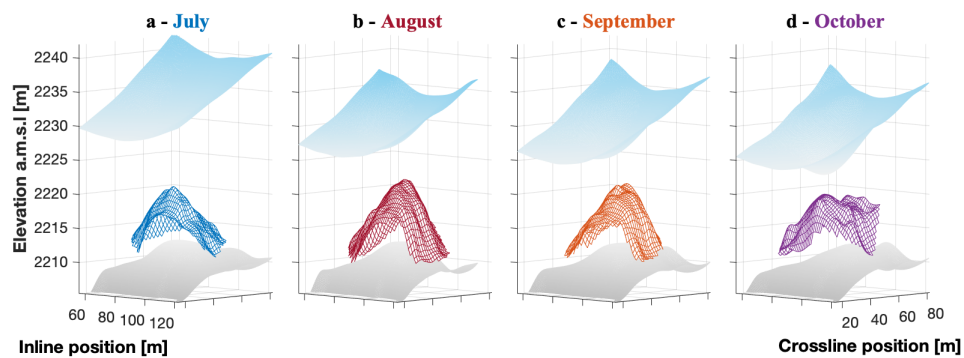 a - July
b - August
c - September
d - October
Elevation a.m.s.l [m]
2240
2235
2230
2225
2220
2215
2210
60 80 100 120
20 40 60 80
Inline position [m]
Crossline position [m]